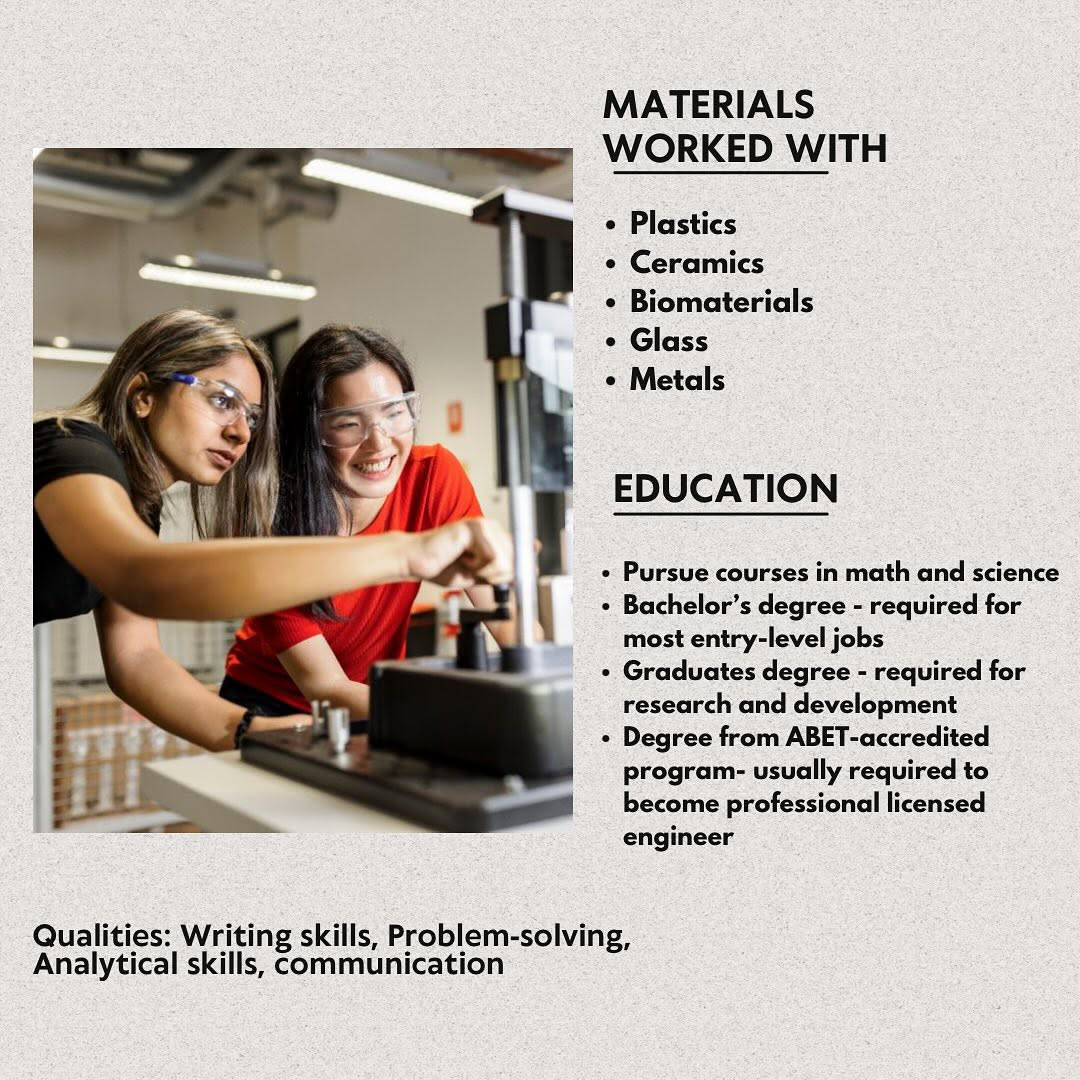 MATERIALS
WORKED WITH
• Plastics
• Ceramics
• Biomaterials
• Glass
• Metals
EDUCATION
• Pursue courses in math and science
• Bachelor’s degree - required for
most entry-level jobs
• Graduates degree - required for
research and development
• Degree from ABET-accredited
program- usually required to
become professional licensed
engineer
Qualities: Writing skills, Problem-solving,
Analytical skills, communication